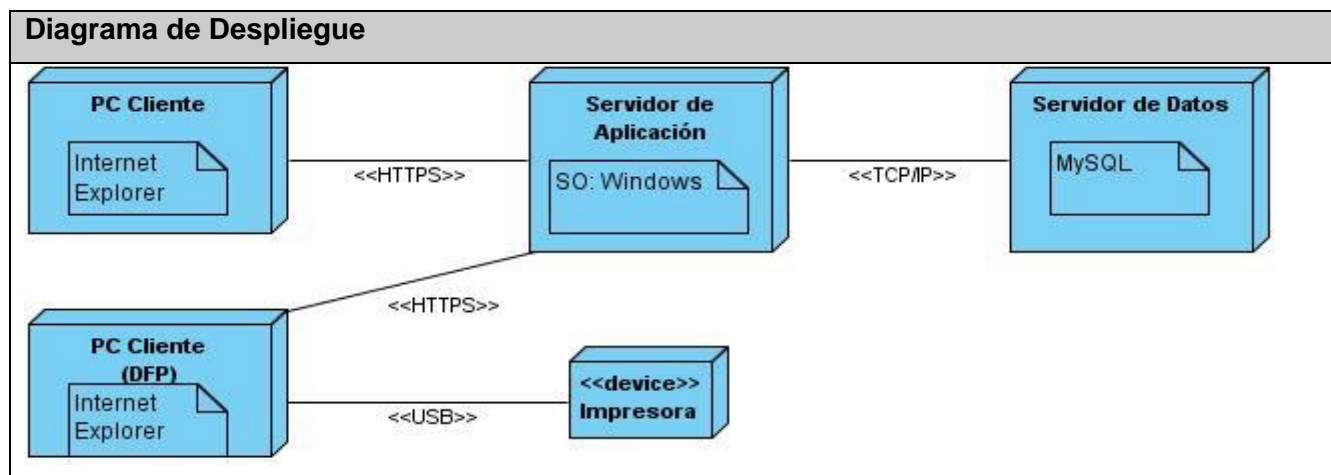 Diagrama de Despliegue
PC Cliente
Internet
Explorer
<<HTTPS>>
Servidor de
Aplicación
SO: Windows
<<TCP/IP>>
Servidor de Datos
MySQL
<<HTTPS>>
PC Cliente
(DFP)
Internet
Explorer
<<USB>>
<<device>>
Impresora